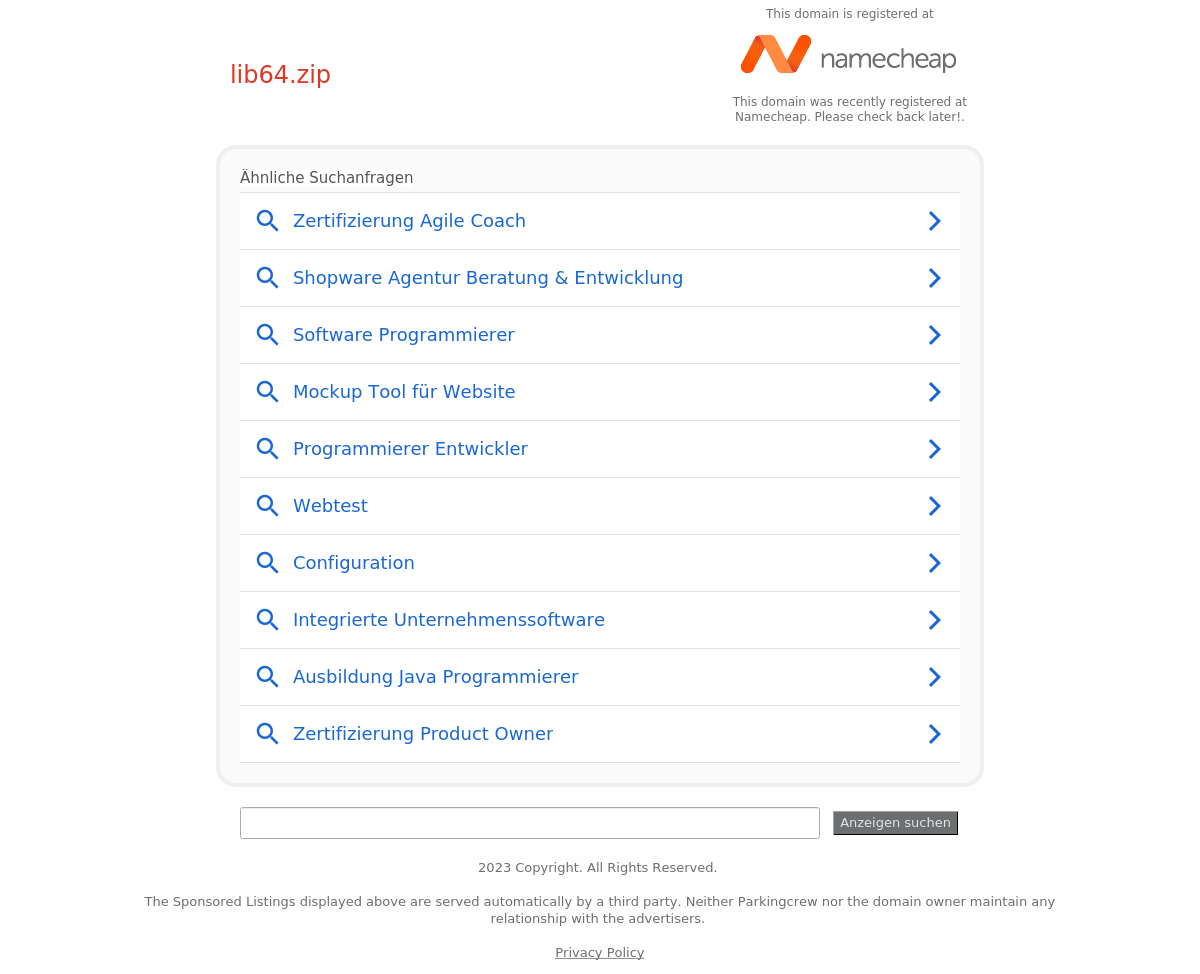 This domain is registered at
namecheap
lib64.zip
This domain was recently registered at
Namecheap. Please check back later!.
Ähnliche Suchanfragen
Zertifizierung Agile Coach
Shopware Agentur Beratung & Entwicklung
Software Programmierer
Mockup Tool für Website
Programmierer Entwickler
Webtest
Configuration
Integrierte Unternehmenssoftware
Ausbildung Java Programmierer
Zertifizierung Product Owner
Anzeigen suchen
2023 Copyright. All Rights Reserved.
The Sponsored Listings displayed above are served automatically by a third party. Neither Parkingcrew nor the domain owner maintain any
relationship with the advertisers.
Privacy Policy